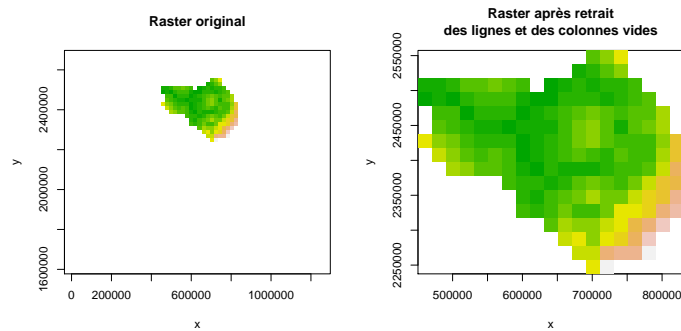 Raster original
y
1600000
2000000
2400000
0
200000
600000
1000000
x
Raster après retrait
des lignes et des colonnes vides
y
2250000
2350000
2450000
2550000
500000
600000
700000
800000
x